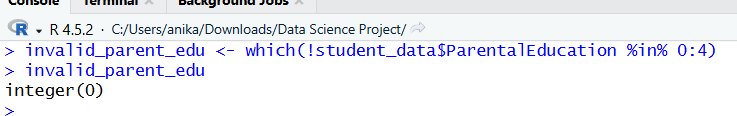 Console Terminal × Background Jobs ×
R 4.5.2 · C:/Users/anika/Downloads/Data Science Project/
> invalid_parent_edu <- which(!student_data$ParentalEducation %in% 0:4)
> invalid_parent_edu
integer(0)
>